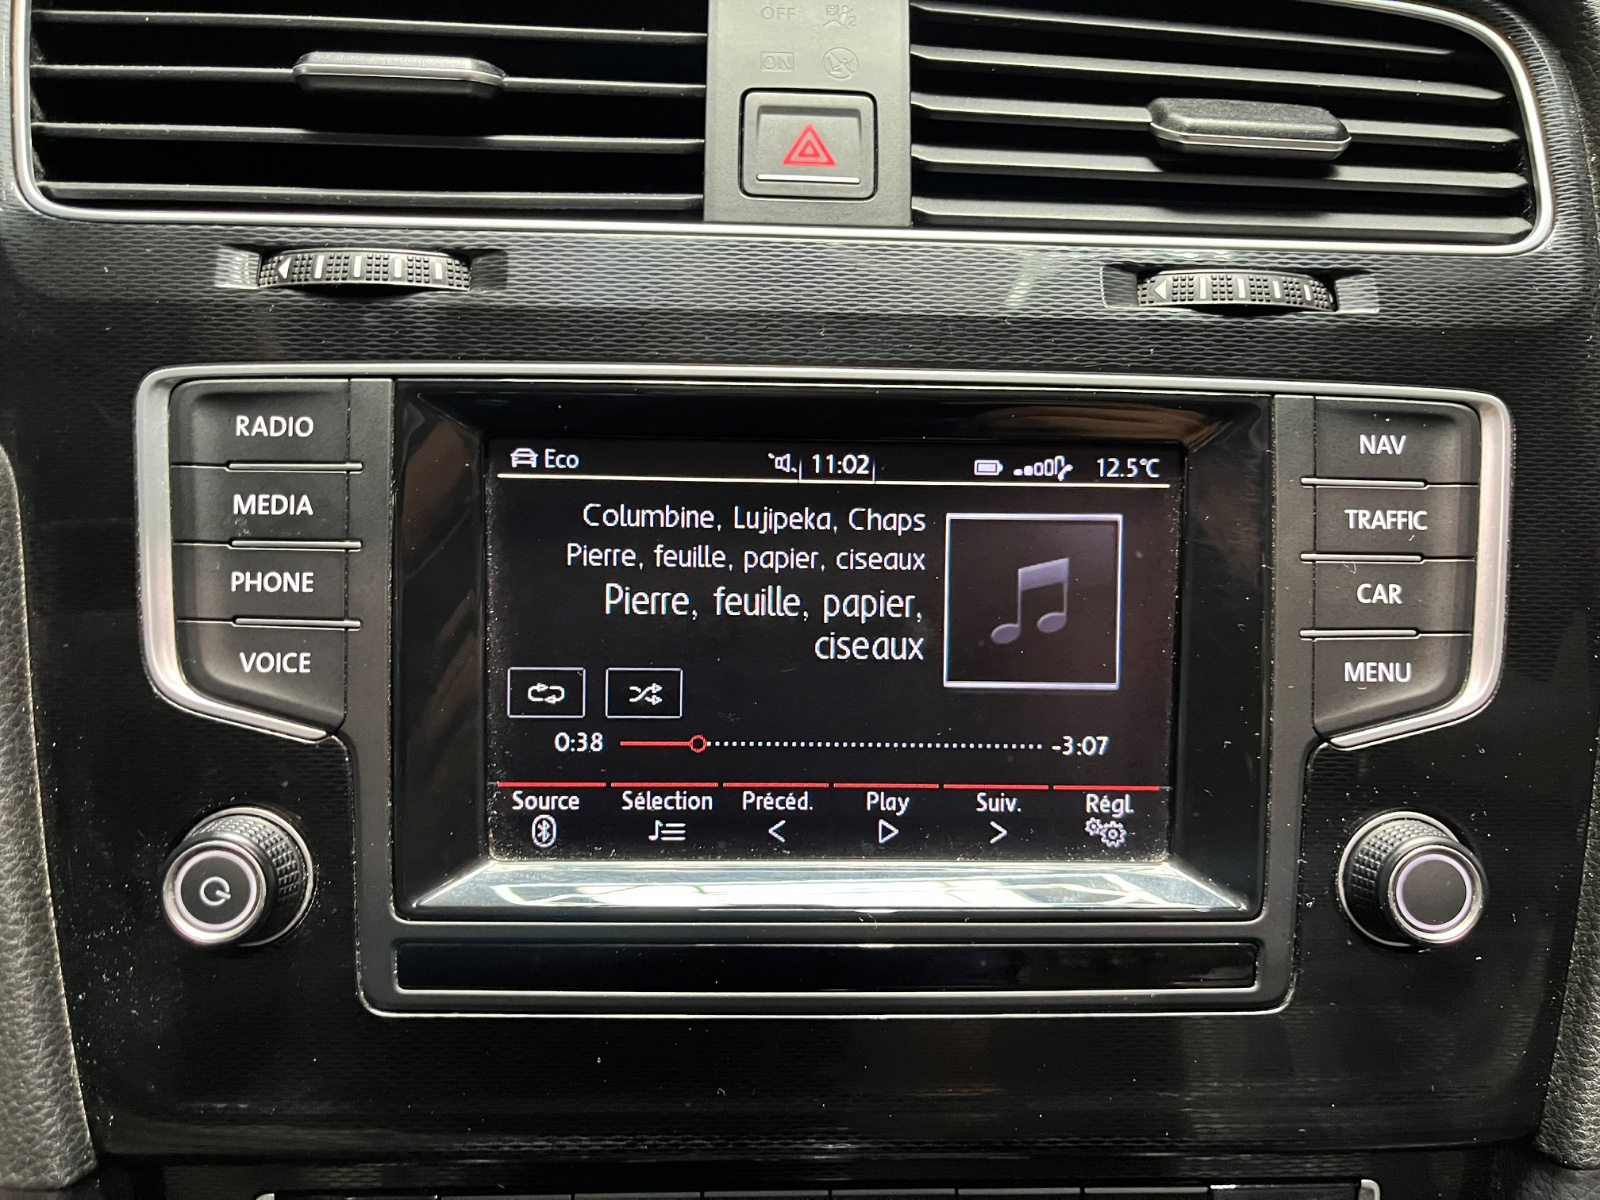 OFF
ON
RADIO
MEDIA
PHONE
VOICE
Eco
11:02
12.5°C
Columbine, Lujipeka, Chaps
Pierre, feuille, papier, ciseaux
Pierre, feuille, papier,
ciseaux
0:38
-3:07
Source
Sélection
Précéd.
Play
Suiv.
Régl.
NAV
TRAFFIC
CAR
MENU